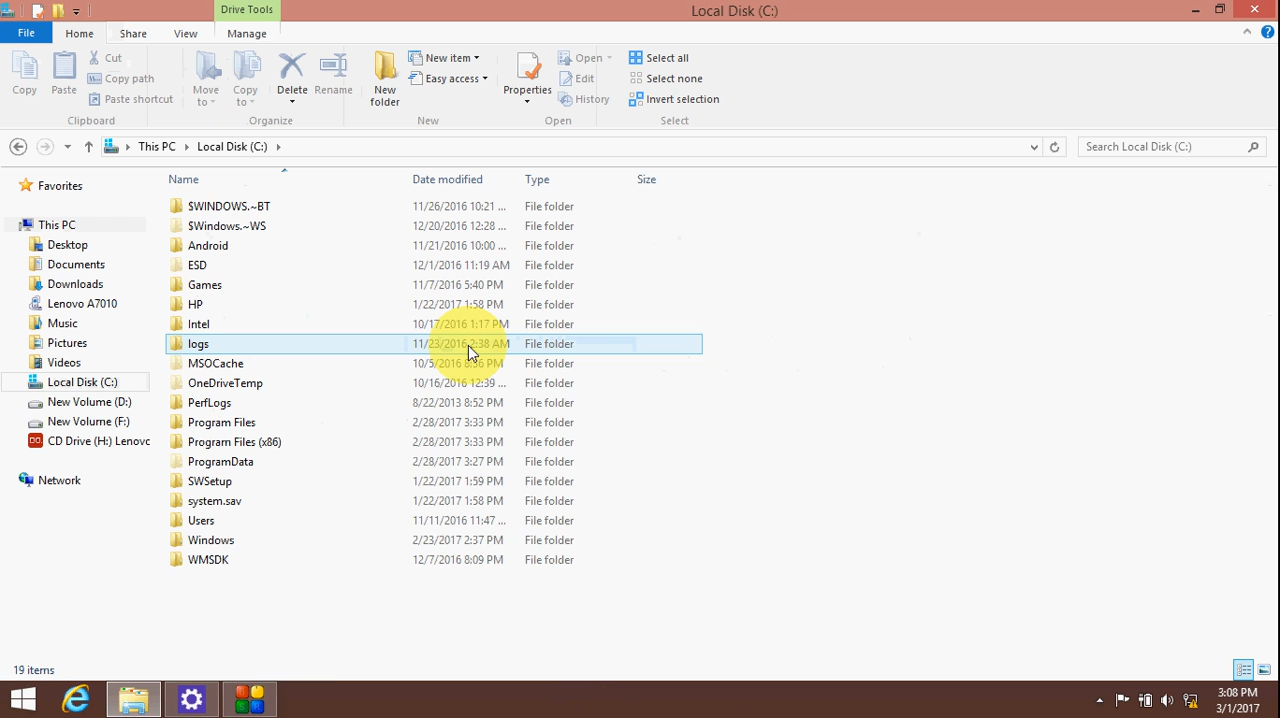 Drive Tools
Local Disk (C:)
File Home Share View Manage
Copy
Paste
Cut
Copy path
Paste shortcut
Clipboard
Move to
Copy to
Delete
Rename
Organize
New folder
New item
Easy access
New
Properties
Open
Edit
History
Open
Select all
Select none
Invert selection
Select
This PC Local Disk (C:)
Search Local Disk (C:)
Favorites
This PC
Desktop
Documents
Downloads
Lenovo A7010
Music
Pictures
Videos
Local Disk (C:)
New Volume (D:)
New Volume (F:)
CD Drive (H:) Lenovo
Network
Name Date modified Type Size
$WINDOWS.~BT 11/26/2016 10:21 ... File folder
$Windows.~WS 12/20/2016 12:28 ... File folder
Android 11/21/2016 10:00 ... File folder
ESD 12/1/2016 11:19 AM File folder
Games 11/7/2016 5:40 PM File folder
HP 1/22/2017 1:58 PM File folder
Intel 10/17/2016 1:17 PM File folder
logs 11/23/2016 2:38 AM File folder
MSOCache 10/5/2016 8:36 PM File folder
OneDriveTemp 10/16/2016 12:39 ... File folder
PerfLogs 8/22/2013 8:52 PM File folder
Program Files 2/28/2017 3:33 PM File folder
Program Files (x86) 2/28/2017 3:33 PM File folder
ProgramData 2/28/2017 3:27 PM File folder
SWSetup 1/22/2017 1:59 PM File folder
system.sav 1/22/2017 1:58 PM File folder
Users 11/11/2016 11:47 ... File folder
Windows 2/23/2017 2:37 PM File folder
WMSDK 12/7/2016 8:09 PM File folder
19 items
3:08 PM
3/1/2017